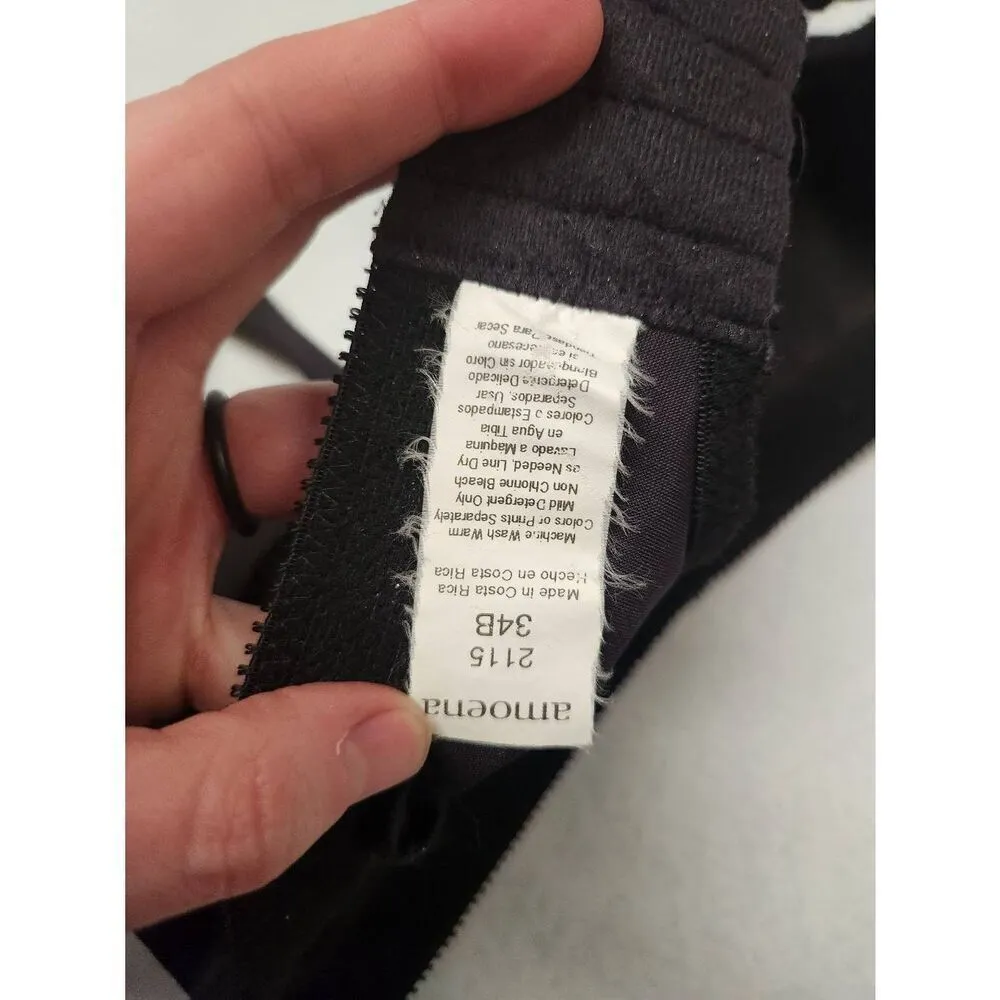 amoena
2115
34B
Made in Costa Rica
Hecho en Costa Rica
Machine Wash Warm
Colors or Prints Separately
Mild Detergent Only
Non Chlorine Bleach
as Needed, Line Dry
Lavado a Maquina
en Agua Tibia
Colores o Estampados
Separados, Usar
Detergente Delicado
Blanqueador sin Cloro
si es necesario
Para Secar